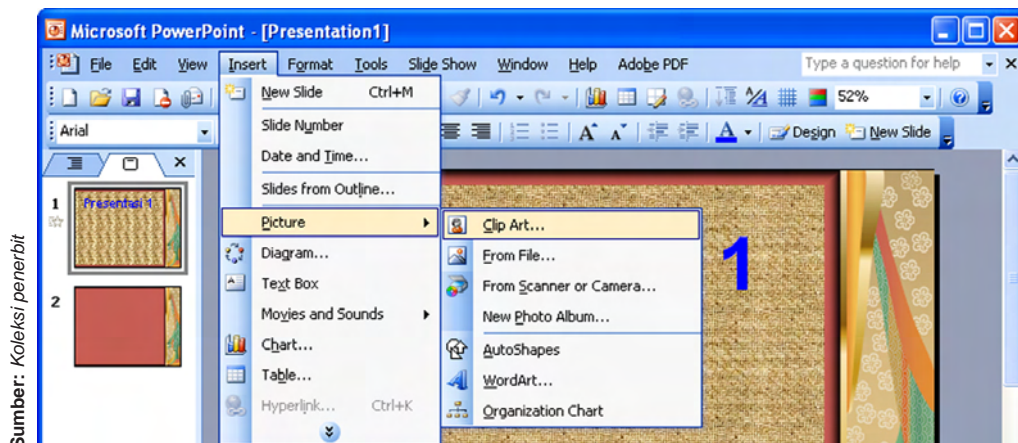 Microsoft PowerPoint - [Presentation1]
File Edit View Insert Format Tools Slide Show Window Help Adobe PDF Type a question for help
52%
Arial Design New Slide
New Slide Ctrl+M
Slide Number
Date and Time...
Slides from Outline...
Picture
Diagram...
Text Box
Movies and Sounds
Chart...
Table...
Hyperlink... Ctrl+K
Clip Art...
From File...
From Scanner or Camera...
New Photo Album...
AutoShapes
WordArt...
Organization Chart
1
Presentasi 1
2
1
Sumber: Koleksi penerbit